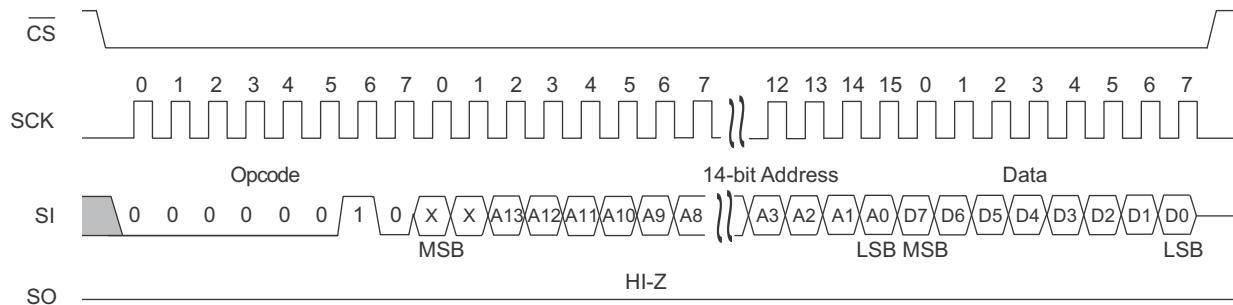 CS
0 1 2 3 4 5 6 7 0 1 2 3 4 5 6 7 12 13 14 15 0 1 2 3 4 5 6 7
SCK
Opcode 14-bit Address Data
SI 0 0 0 0 0 0 1 0 X X A13 A12 A11 A10 A9 A8 A3 A2 A1 A0 D7 D6 D5 D4 D3 D2 D1 D0
MSB LSB MSB LSB
HI-Z
SO